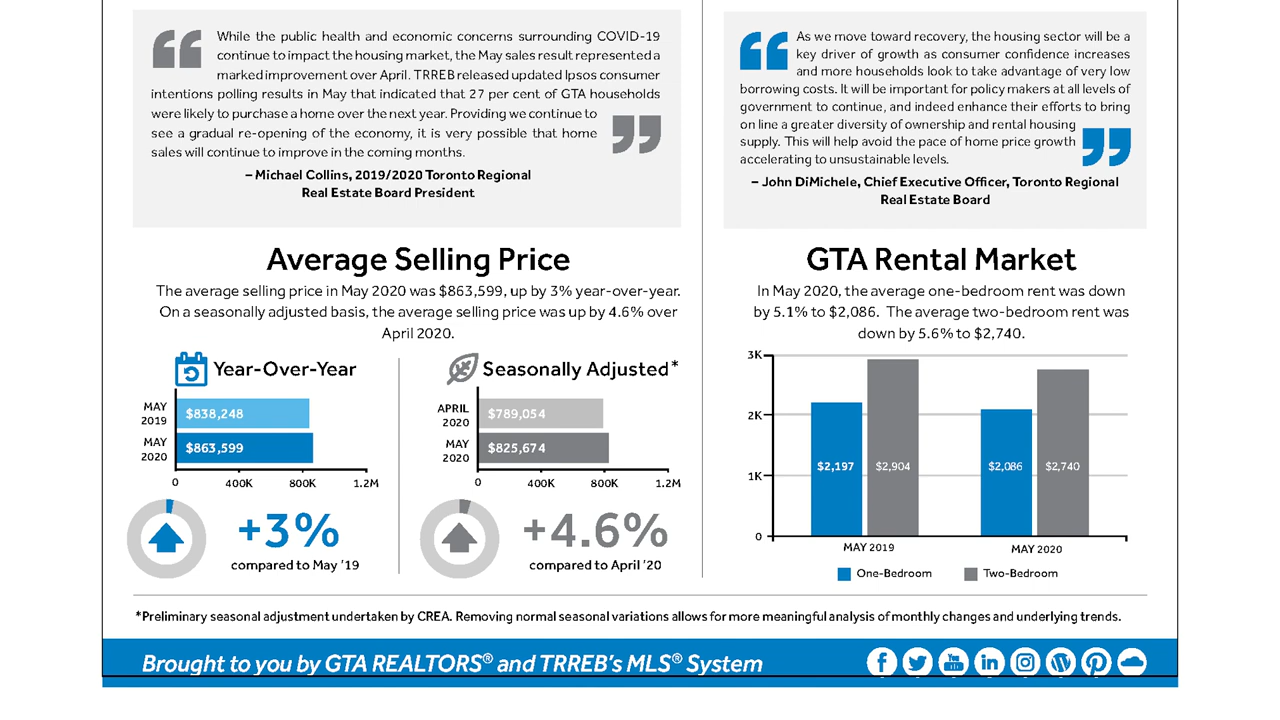 While the public health and economic concerns surrounding COVID-19
continue to impact the housing market, the May sales result represented a
marked improvement over April. TRREB released updated Ipsos consumer
intentions polling results in May that indicated that 27 per cent of GTA households
were likely to purchase a home over the next year. Providing we continue to
see a gradual re-opening of the economy, it is very possible that home
sales will continue to improve in the coming months.
– Michael Collins, 2019/2020 Toronto Regional
Real Estate Board President
As we move toward recovery, the housing sector will be a
key driver of growth as consumer confidence increases
and more households look to take advantage of very low
borrowing costs. It will be important for policy makers at all levels of
government to continue, and indeed enhance their efforts to bring
on line a greater diversity of ownership and rental housing
supply. This will help avoid the pace of home price growth
accelerating to unsustainable levels.
– John DiMichele, Chief Executive Officer, Toronto Regional
Real Estate Board
Average Selling Price
The average selling price in May 2020 was $863,599, up by 3% year-over-year.
On a seasonally adjusted basis, the average selling price was up by 4.6% over
April 2020.
Year-Over-Year
MAY
2019
$838,248
MAY
2020
$863,599
0 400K 800K 1.2M
+3%
compared to May '19
Seasonally Adjusted*
APRIL
2020
$789,054
MAY
2020
$825,674
0 400K 800K 1.2M
+4.6%
compared to April '20
GTA Rental Market
In May 2020, the average one-bedroom rent was down
by 5.1% to $2,086. The average two-bedroom rent was
down by 5.6% to $2,740.
3K
2K
1K
0
$2,197 $2,904 $2,086 $2,740
MAY 2019 MAY 2020
One-Bedroom Two-Bedroom
*Preliminary seasonal adjustment undertaken by CREA. Removing normal seasonal variations allows for more meaningful analysis of monthly changes and underlying trends.
Brought to you by GTA REALTORS® and TRREB's MLS® System
You Tube